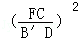 (FC/B′ D)²